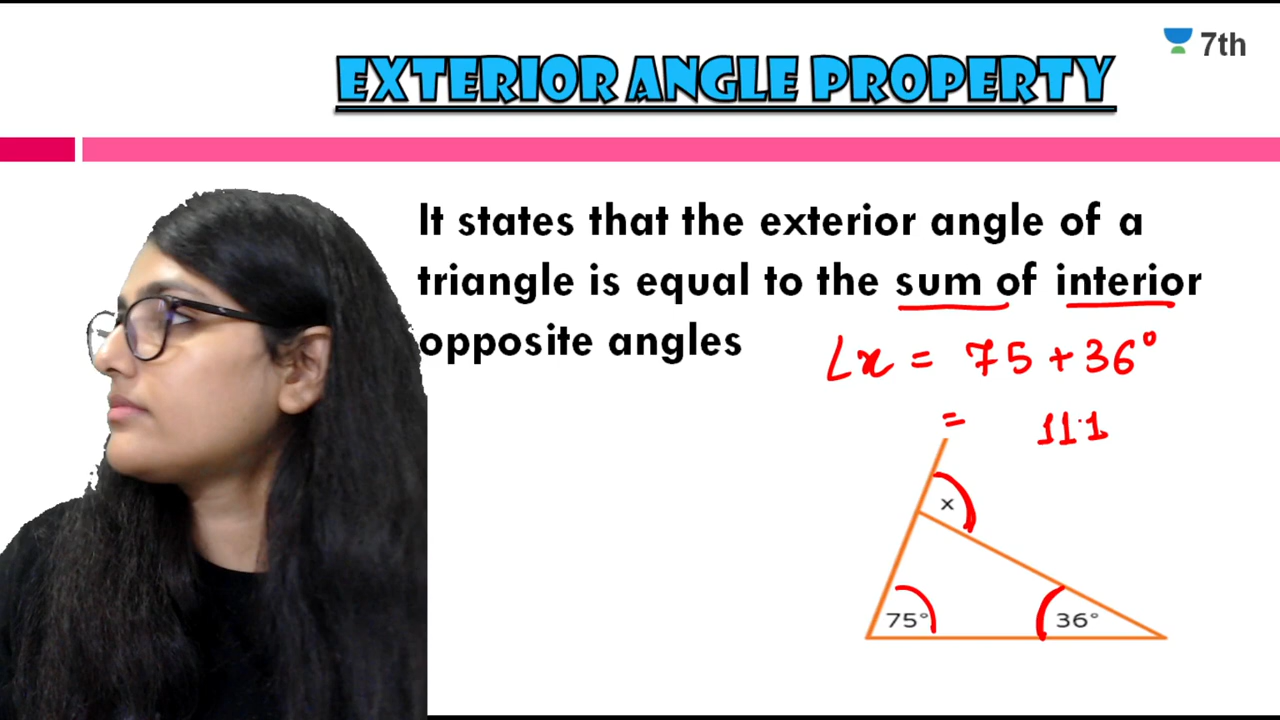 7th
EXTERIOR ANGLE PROPERTY
It states that the exterior angle of a
triangle is equal to the sum of interior
opposite angles
∠x = 75 + 36°
= 111
x
75°
36°